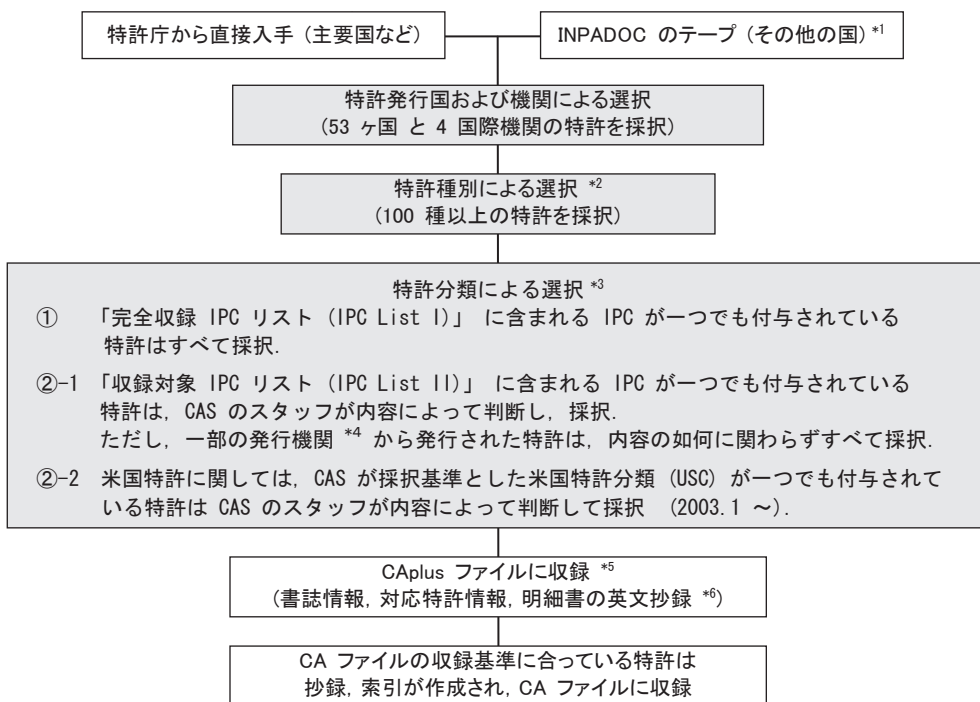 特許庁から直接入手 (主要国など)
INPADOC のテープ (その他の国) *1
特許発行国および機関による選択
(53 ヶ国 と 4 国際機関の特許を採択)
特許種別による選択 *2
(100 種以上の特許を採択)
特許分類による選択 *3
① 「完全収録 IPC リスト (IPC List I)」 に含まれる IPC が一つでも付与されている
特許はすべて採択.
②-1 「収録対象 IPC リスト (IPC List II)」 に含まれる IPC が一つでも付与されている
特許は, CAS のスタッフが内容によって判断し, 採択.
ただし, 一部の発行機関 *4 から発行された特許は, 内容の如何に関わらずすべて採択.
②-2 米国特許に関しては, CAS が採択基準とした米国特許分類 (USC) が一つでも付与されて
いる特許は CAS のスタッフが内容によって判断して採択 (2003.1 ~).
CAplus ファイルに収録 *5
(書誌情報, 対応特許情報, 明細書の英文抄録 *6)
CA ファイルの収録基準に合っている特許は
抄録, 索引が作成され, CA ファイルに収録